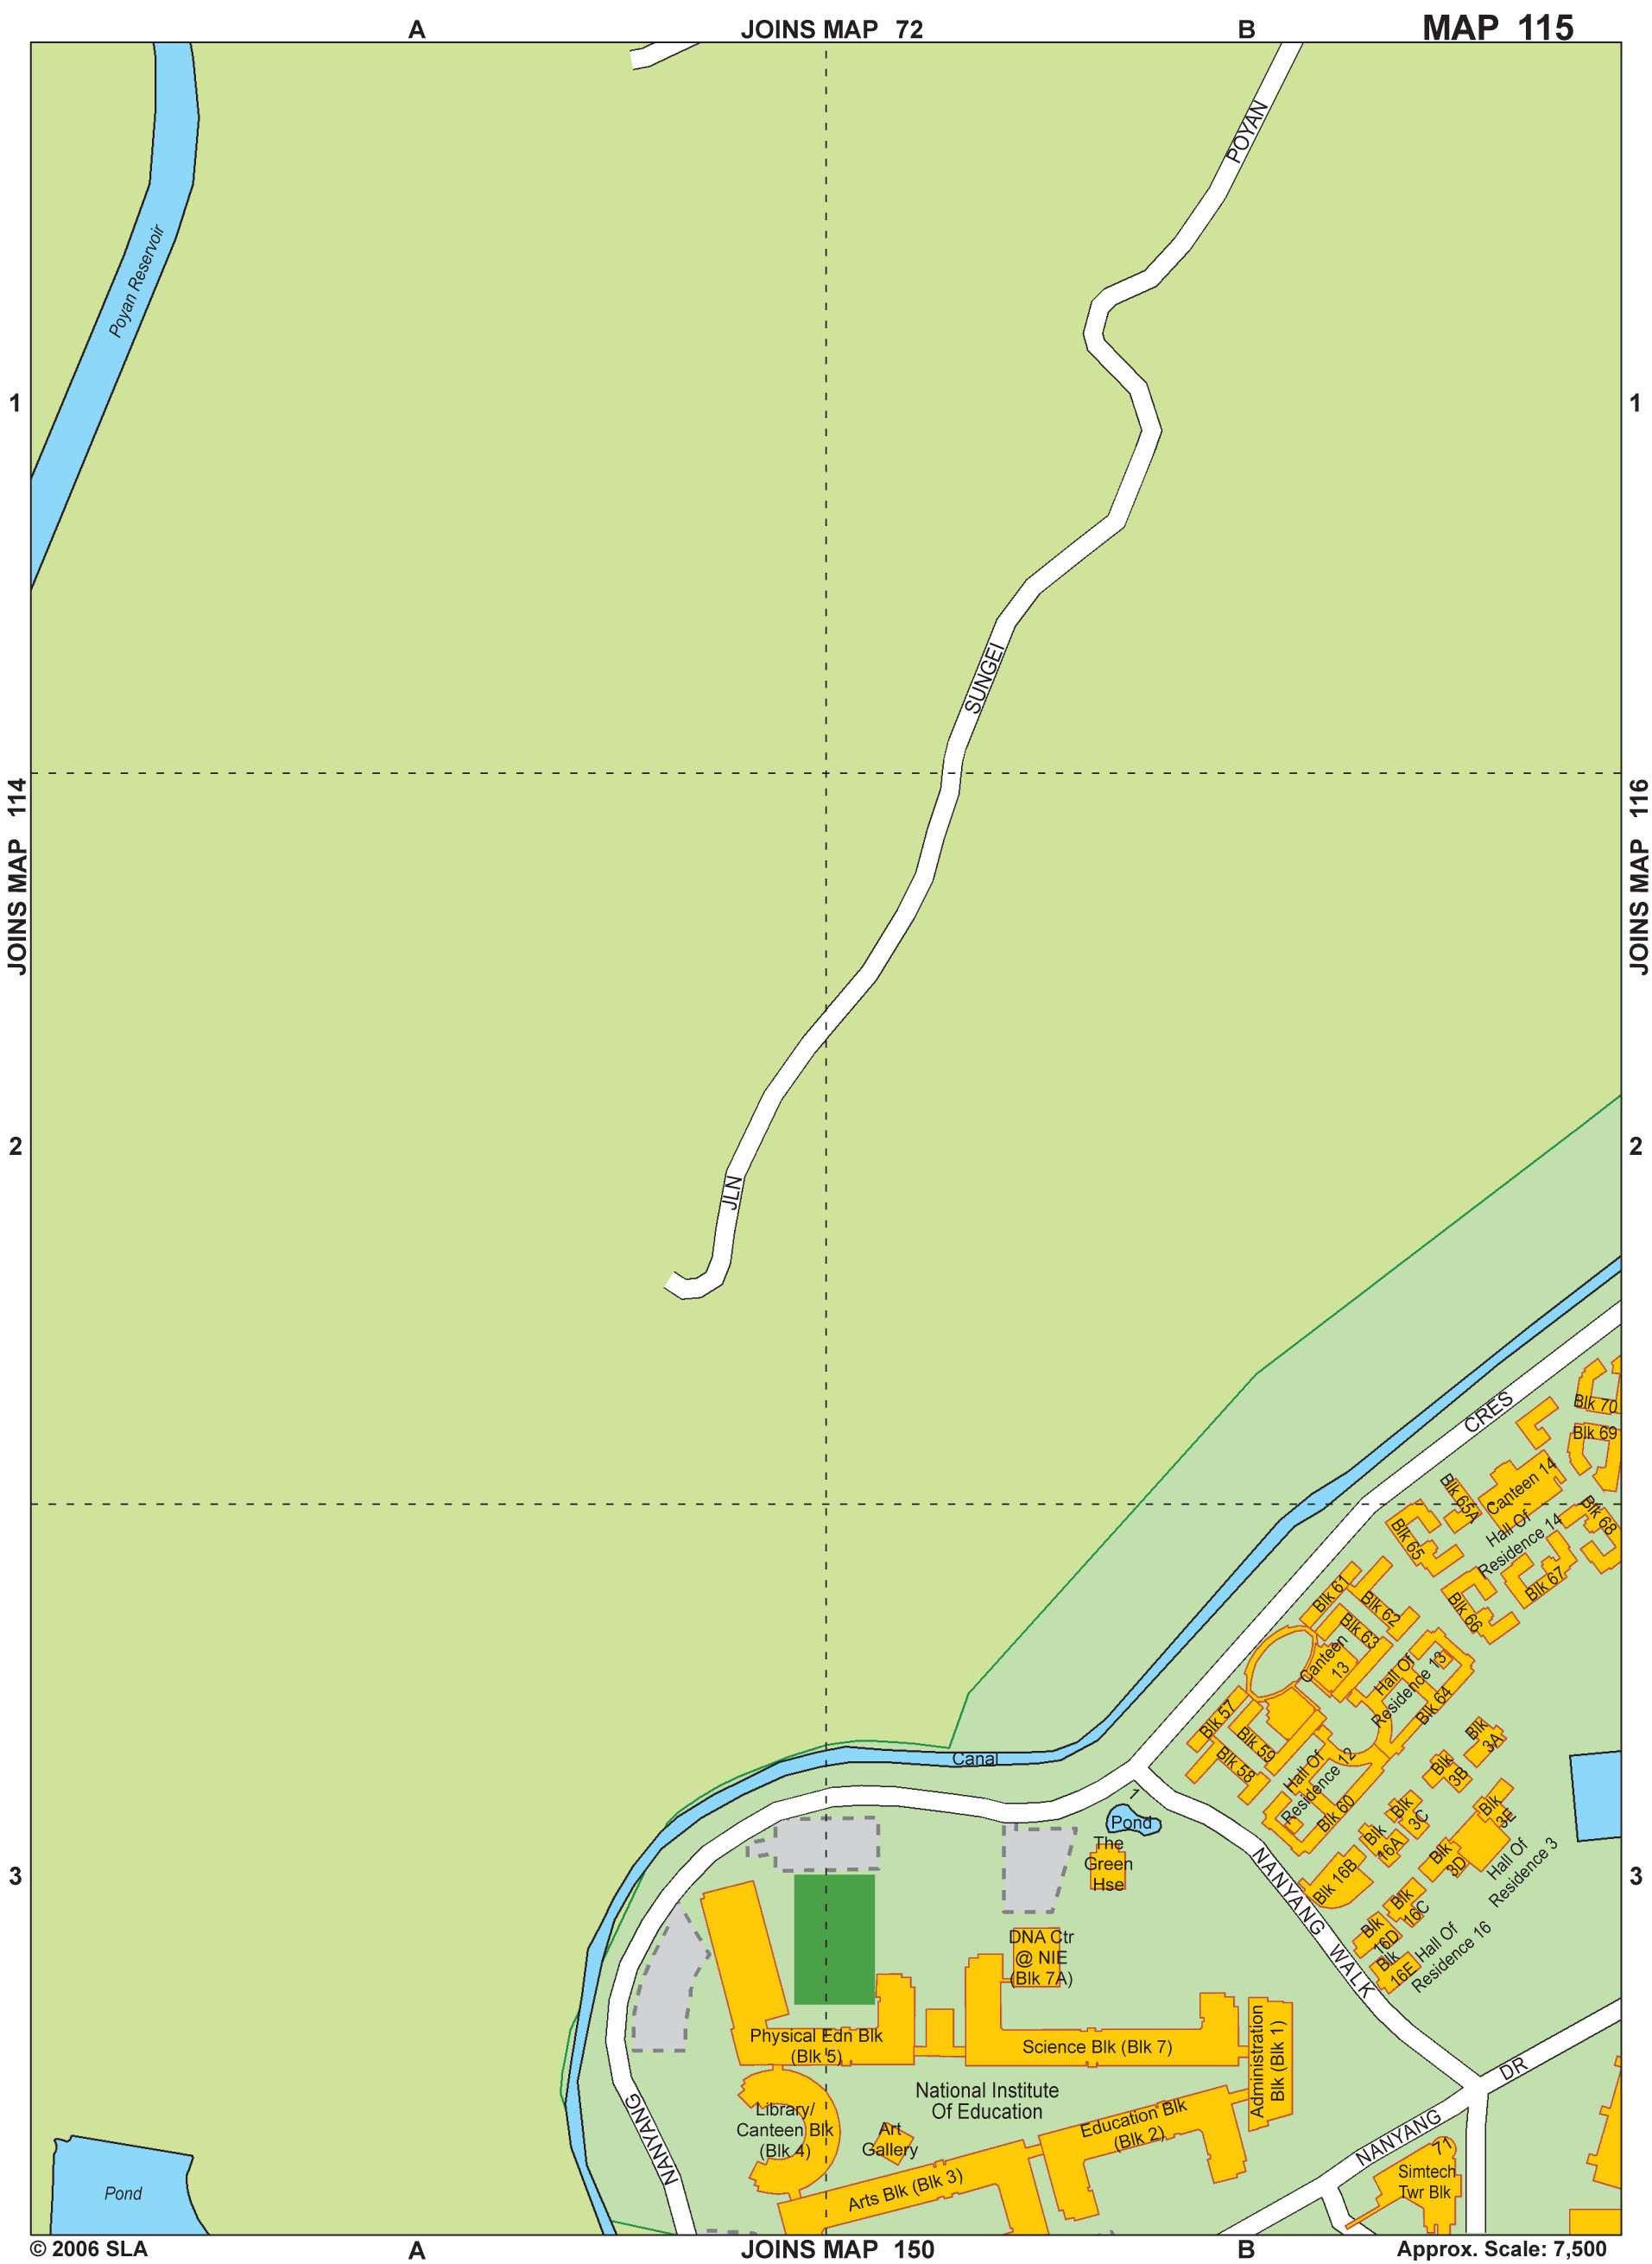 A
JOINS MAP 72
B
MAP 115
POYAN
Poyan Reservoir
1
1
SUNGEI
JOINS MAP 114
JOINS MAP 116
2
2
JLN
CRES
Blk 70
Blk 69
Canteen 14
Blk 65A
Blk 68
Blk 65
Hall Of
Residence 14
Blk 67
Blk 66
Blk 61
Blk 62
Blk 63
Canteen
13
Hall Of
Residence 13
Blk 64
Blk 57
Blk 59
Blk 58
Hall Of
Residence 12
Blk 60
Blk
3A
Blk
3B
Blk
3C
Blk
3E
Blk
3D
Hall Of
Residence 3
Blk
16A
Blk 16B
Blk
16C
Blk
16D
Blk
16E
Hall Of
Residence 16
Canal
1
Pond
The
Green
Hse
3
3
NANYANG WALK
DNA Ctr
@ NIE
(Blk 7A)
Physical Edn Blk
(Blk 5)
Science Blk (Blk 7)
Administration
Blk (Blk 1)
National Institute
Of Education
Library/
Canteen Blk
(Blk 4)
Art
Gallery
Education Blk
(Blk 2)
Arts Blk (Blk 3)
NANYANG
NANYANG
DR
71
Simtech
Twr Blk
Pond
© 2006 SLA
A
JOINS MAP 150
B
Approx. Scale: 7,500